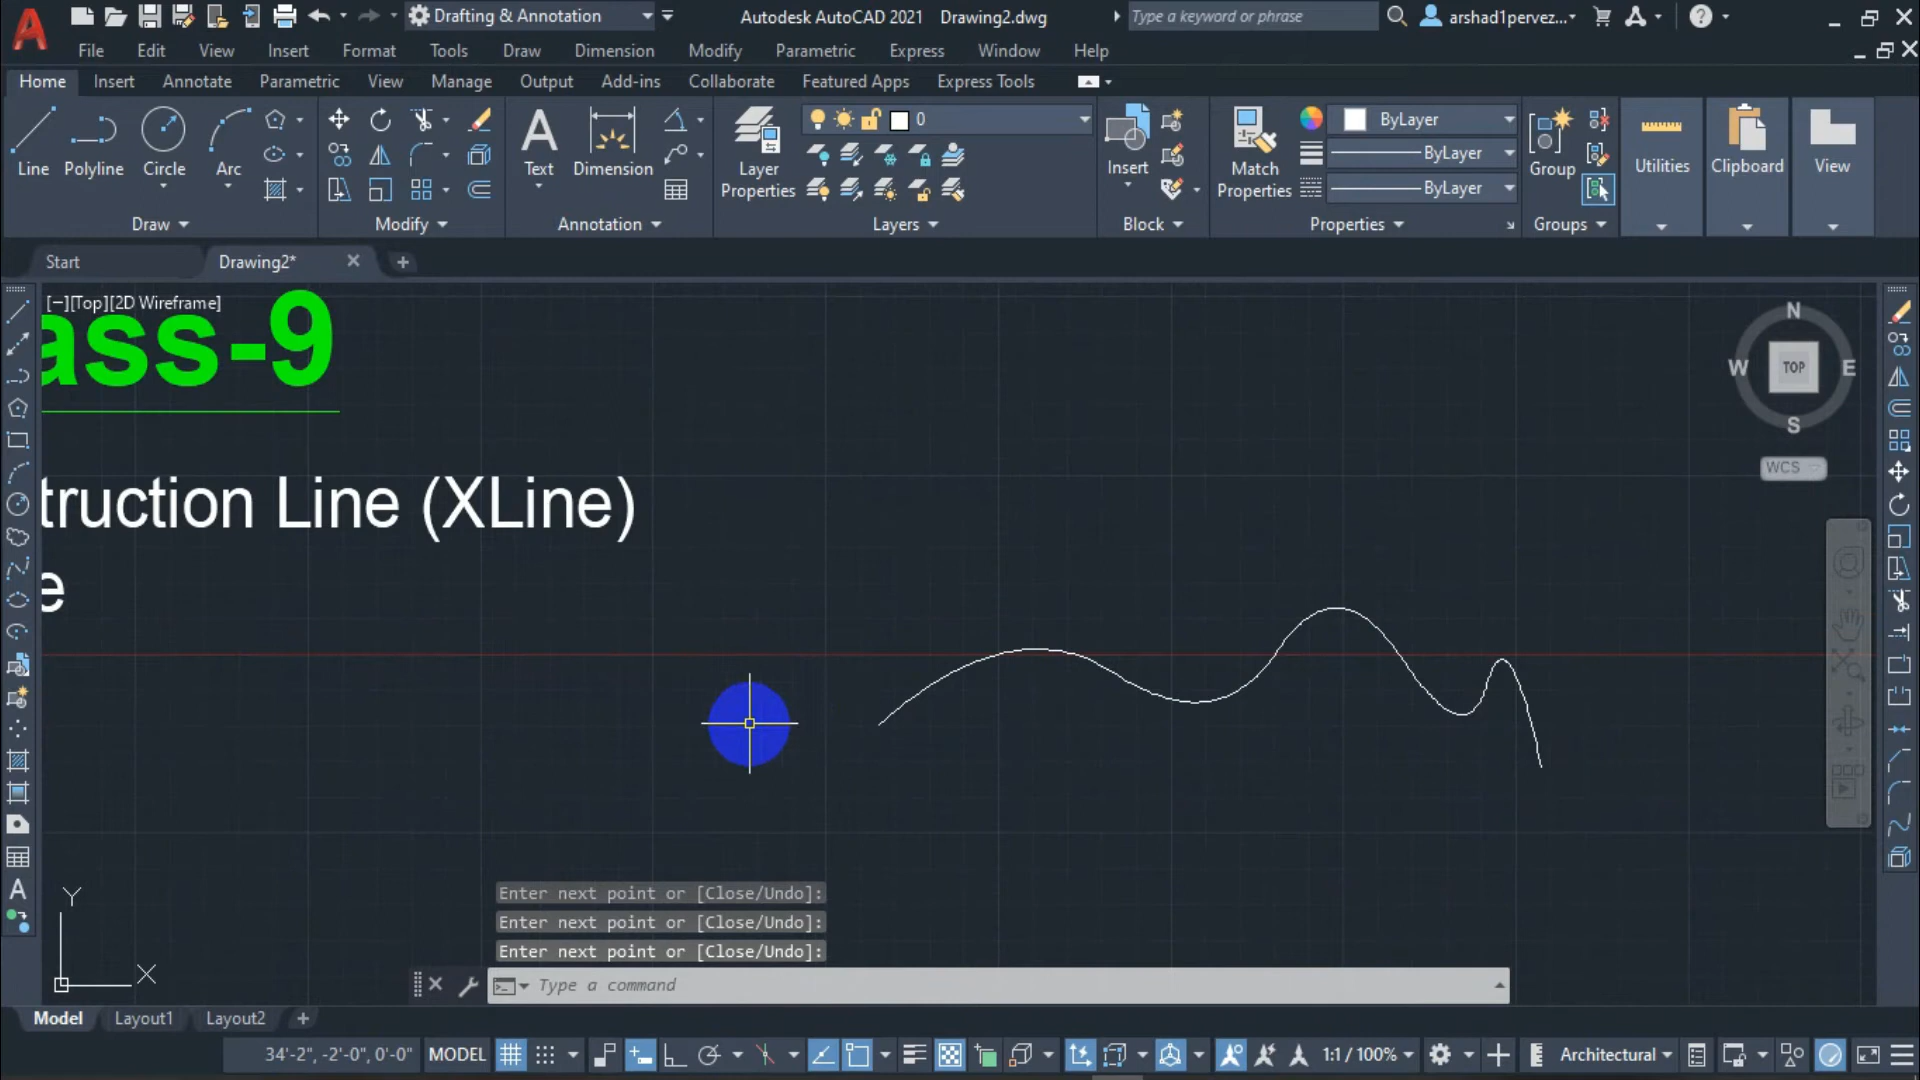 Drafting & Annotation
Autodesk AutoCAD 2021 Drawing2.dwg
Type a keyword or phrase
arshad1pervez...
File Edit View Insert Format Tools Draw Dimension Modify Parametric Express Window Help
Home Insert Annotate Parametric View Manage Output Add-ins Collaborate Featured Apps Express Tools
Line Polyline Circle Arc
Text Dimension
Layer Properties
0
Insert
Match Properties
ByLayer
ByLayer
ByLayer
Group
Utilities Clipboard View
Draw Modify Annotation Layers Block Properties Groups
Start Drawing2*
[−][Top][2D Wireframe]
ass-9
truction Line (XLine)
e
N
W TOP E
S
WCS
Y
X
Enter next point or [Close/Undo]:
Enter next point or [Close/Undo]:
Enter next point or [Close/Undo]:
Type a command
Model Layout1 Layout2
34'-2", -2'-0", 0'-0" MODEL 1:1 / 100% Architectural